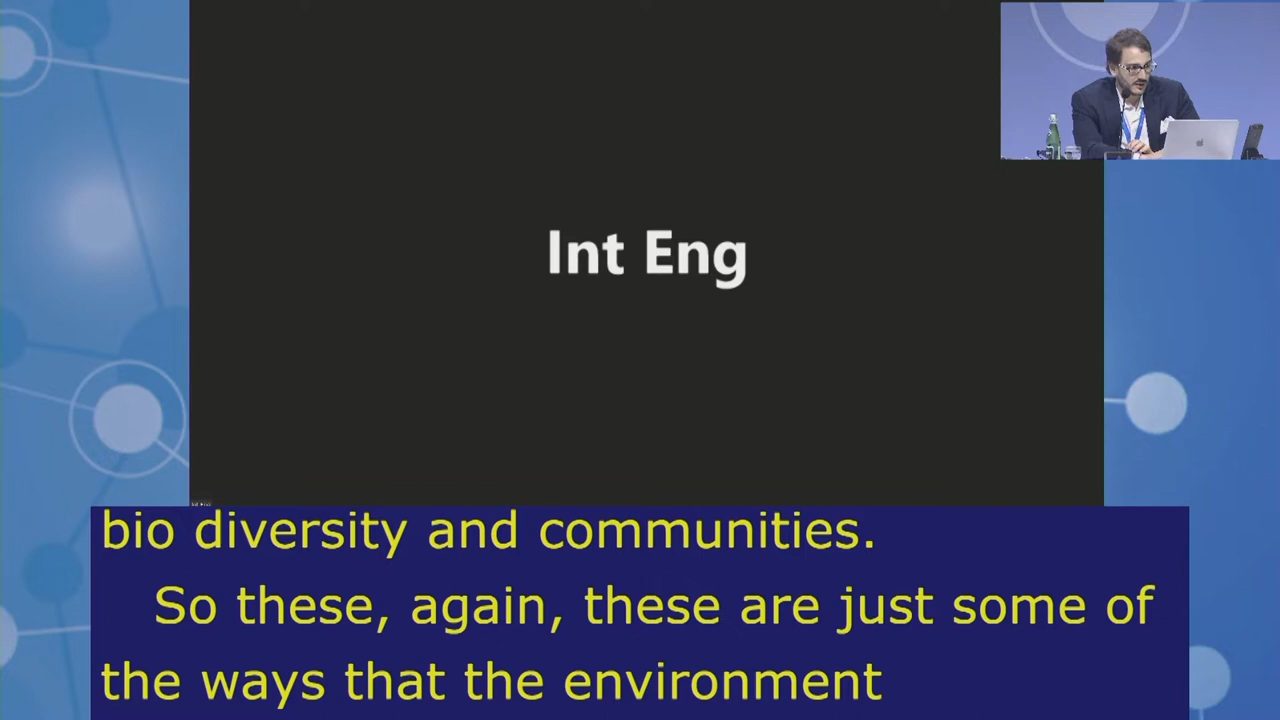 Int Eng
bio diversity and communities.
So these, again, these are just some of
the ways that the environment